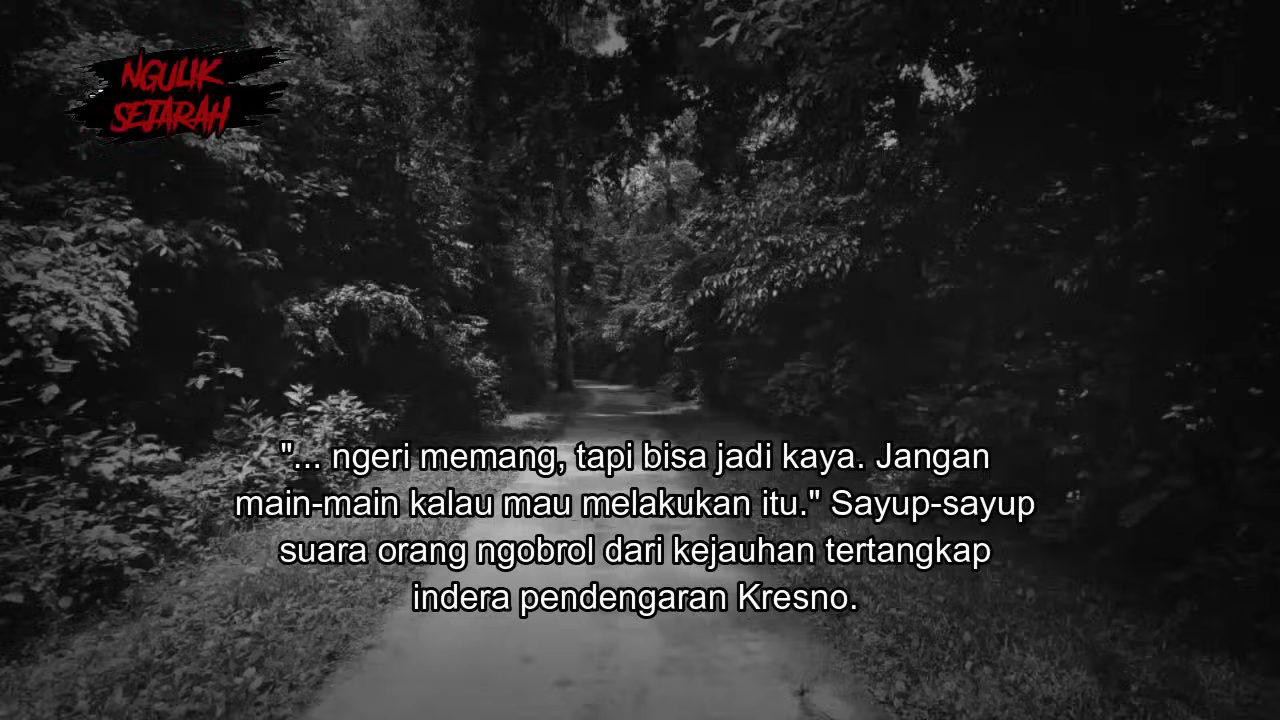 NGULIK
SEJARAH
"... ngeri memang, tapi bisa jadi kaya. Jangan
main-main kalau mau melakukan itu." Sayup-sayup
suara orang ngobrol dari kejauhan tertangkap
indera pendengaran Kresno.